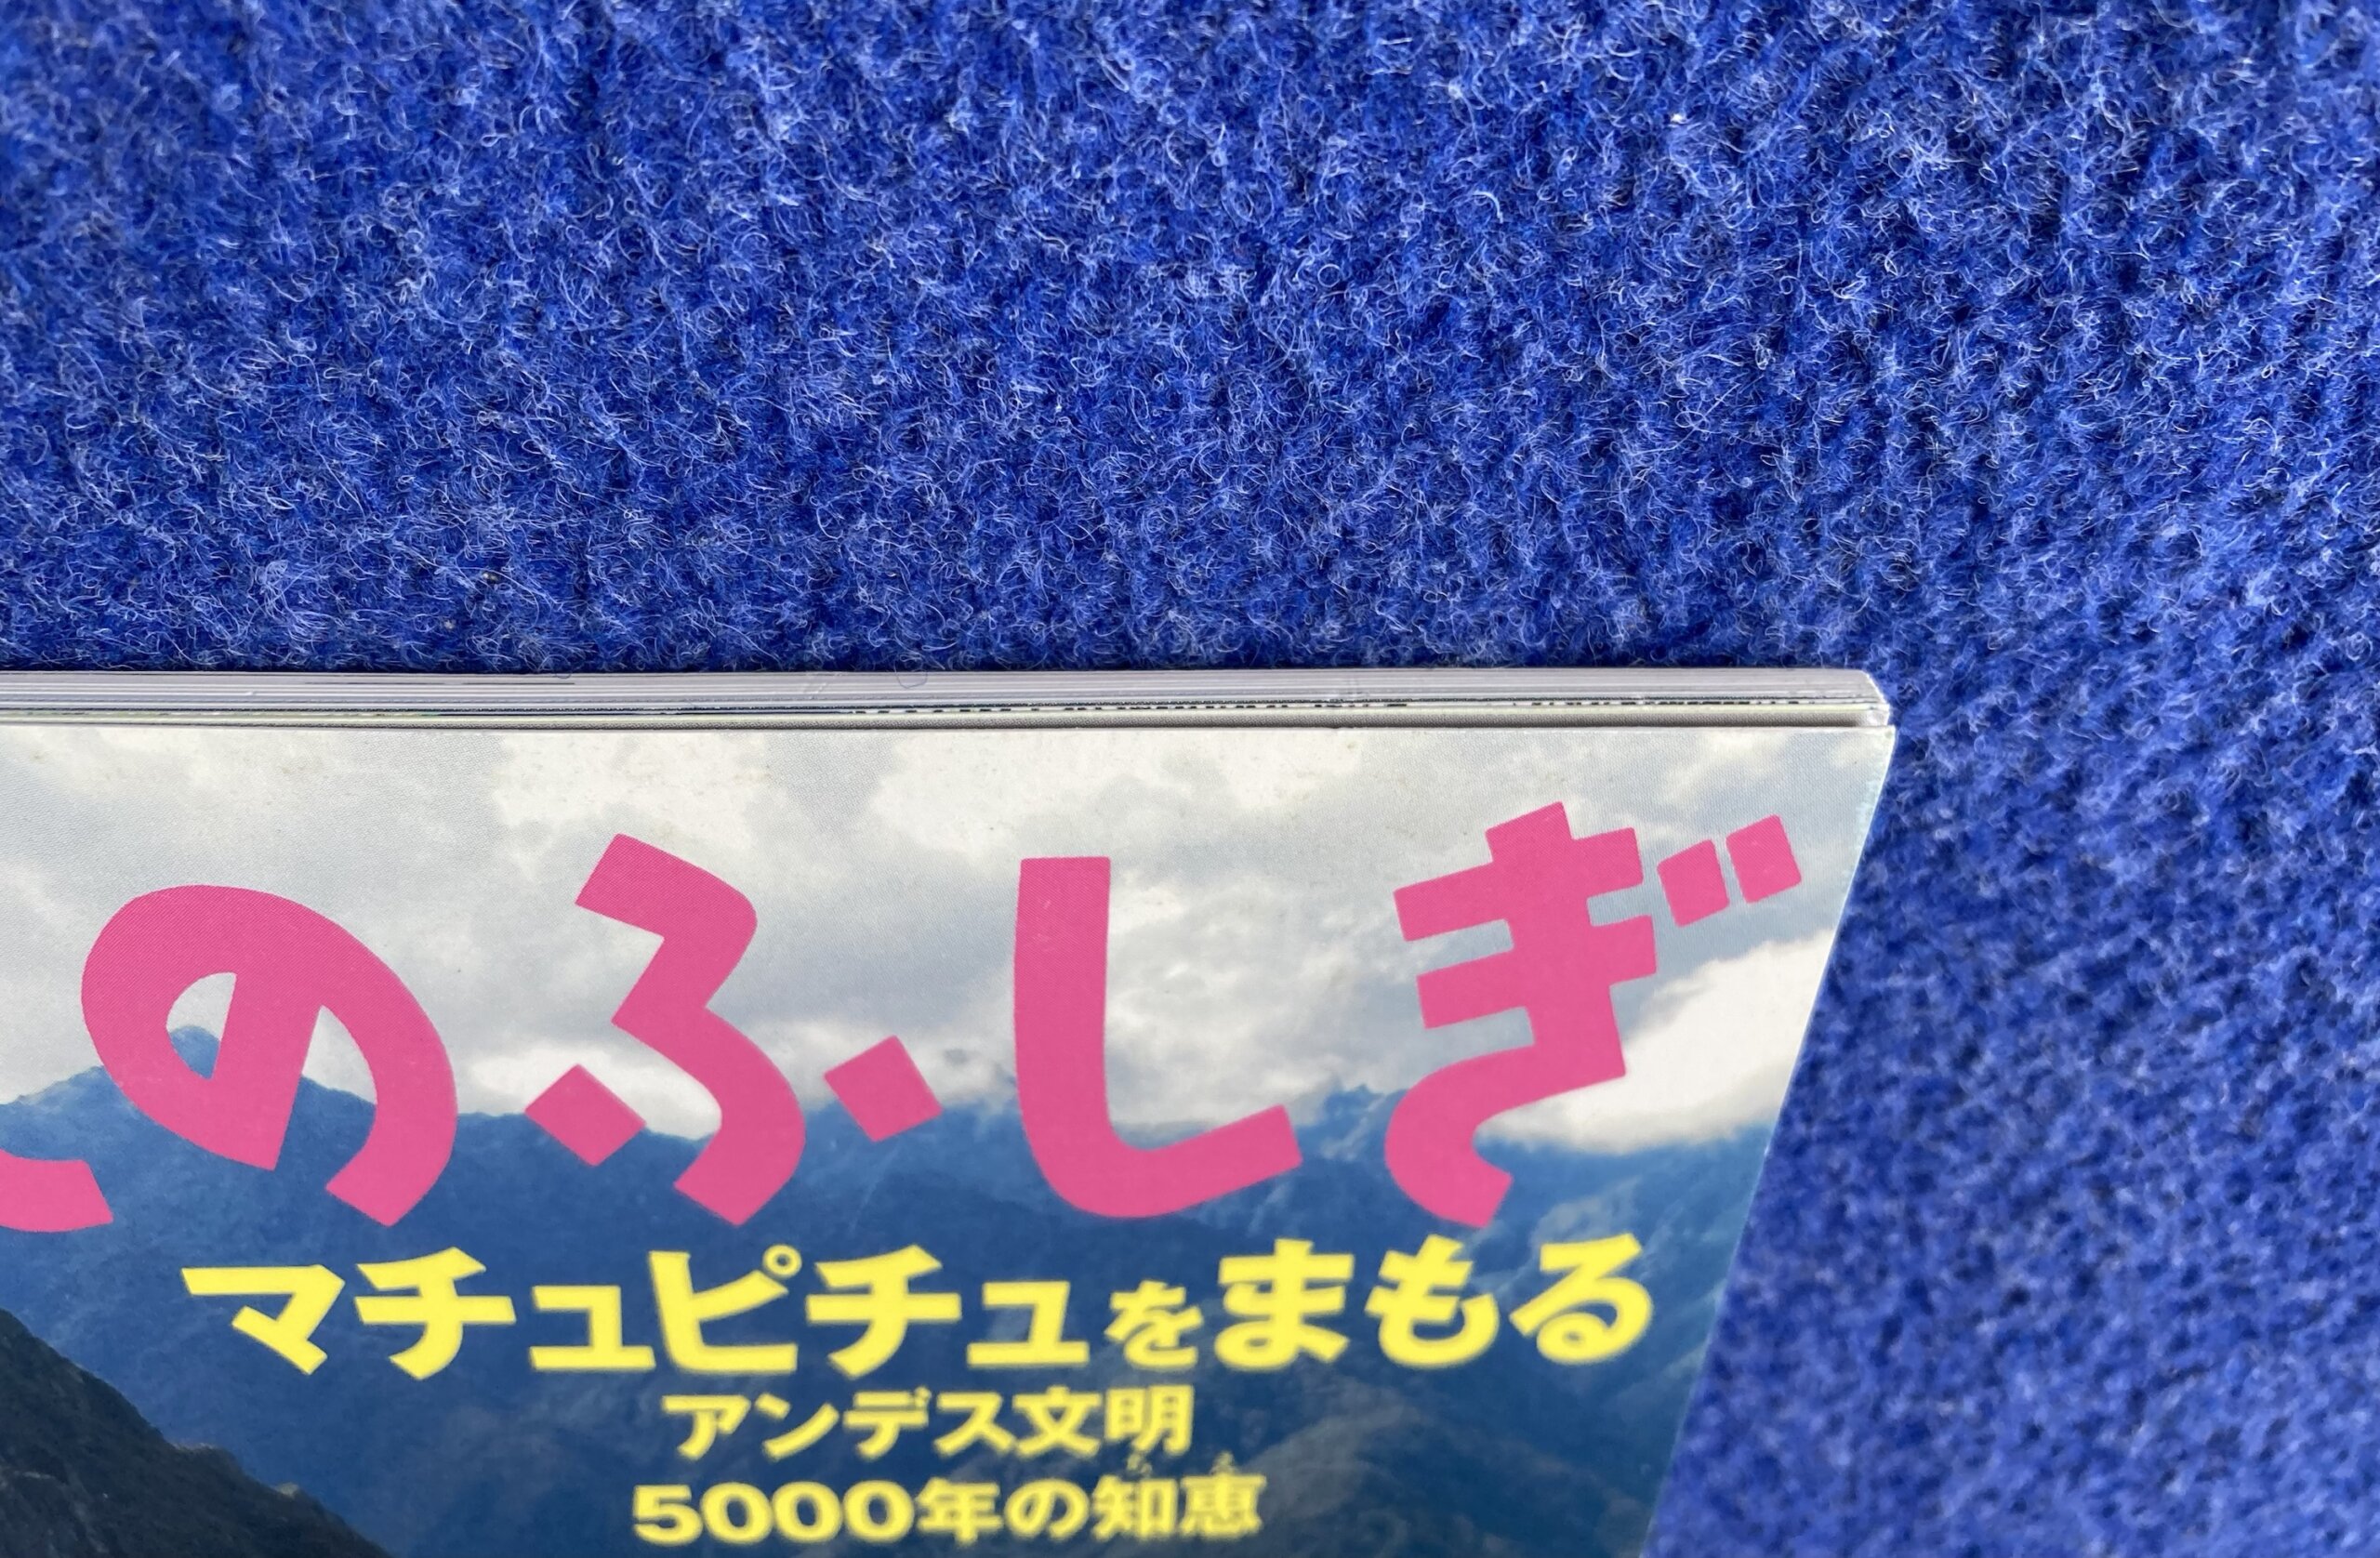 のふしぎ
マチュピチュをまもる
アンデス文明
5000年の知恵